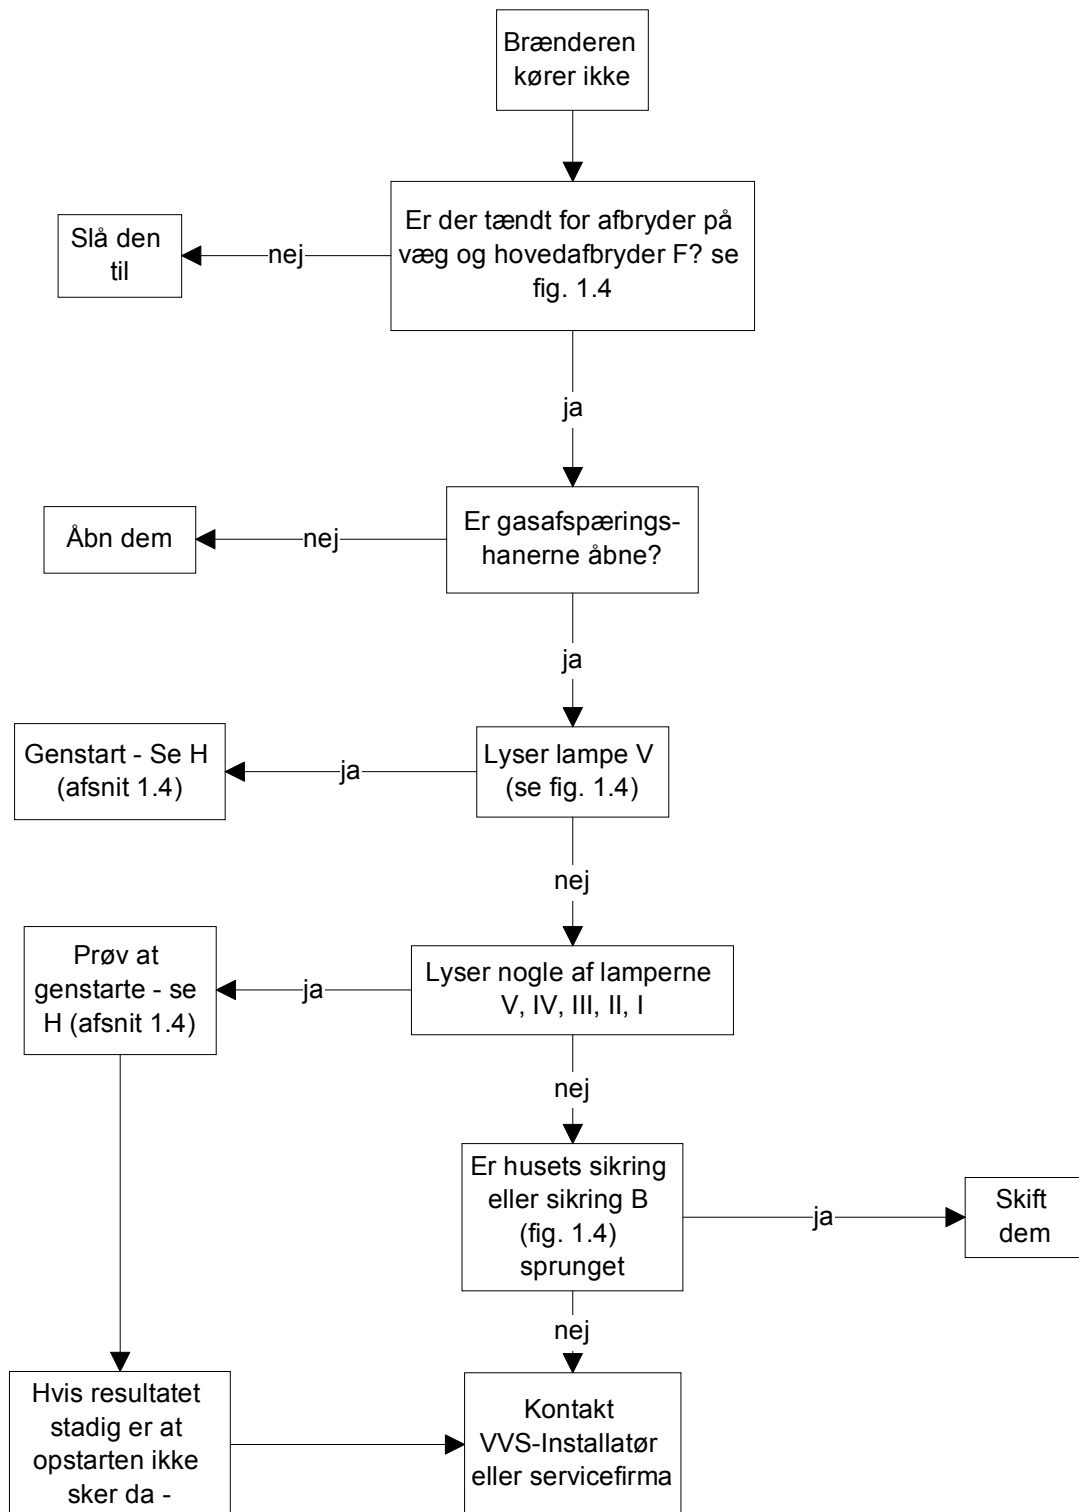 Brænderen
kører ikke
Er der tændt for afbryder på
væg og hovedafbryder F? se
fig. 1.4
nej
Slå den
til
ja
Er gasafspærings-
hanerne åbne?
nej
Åbn dem
ja
Lyser lampe V
(se fig. 1.4)
ja
Genstart - Se H
(afsnit 1.4)
nej
Lyser nogle af lamperne
V, IV, III, II, I
ja
Prøv at
genstarte - se
H (afsnit 1.4)
nej
Er husets sikring
eller sikring B
(fig. 1.4)
sprunget
ja
Skift
dem
nej
Hvis resultatet
stadig er at
opstarten ikke
sker da -
Kontakt
VVS-Installatør
eller servicefirma